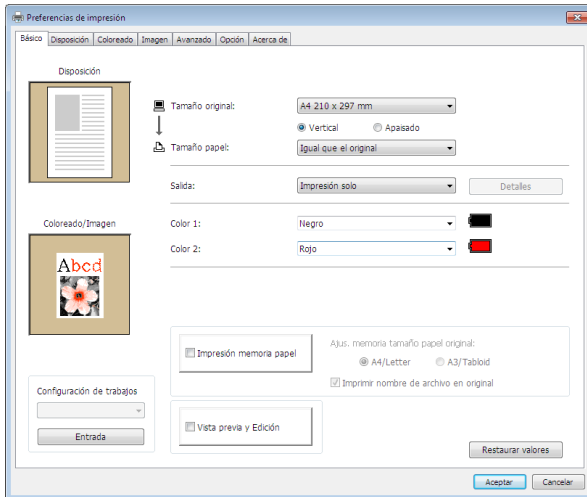 Preferencias de impresión
Básico Disposición Coloreado Imagen Avanzado Opción Acerca de
Disposición
Tamaño original: A4 210 x 297 mm
Vertical Apaisado
Tamaño papel: Igual que el original
Salida: Impresión solo Detalles
Coloreado/Imagen
Color 1: Negro
Color 2: Rojo
Abcd
Impresión memoria papel
Ajus. memoria tamaño papel original:
A4/Letter A3/Tabloid
Imprimir nombre de archivo en original
Configuración de trabajos
Entrada
Vista previa y Edición
Restaurar valores
Aceptar Cancelar